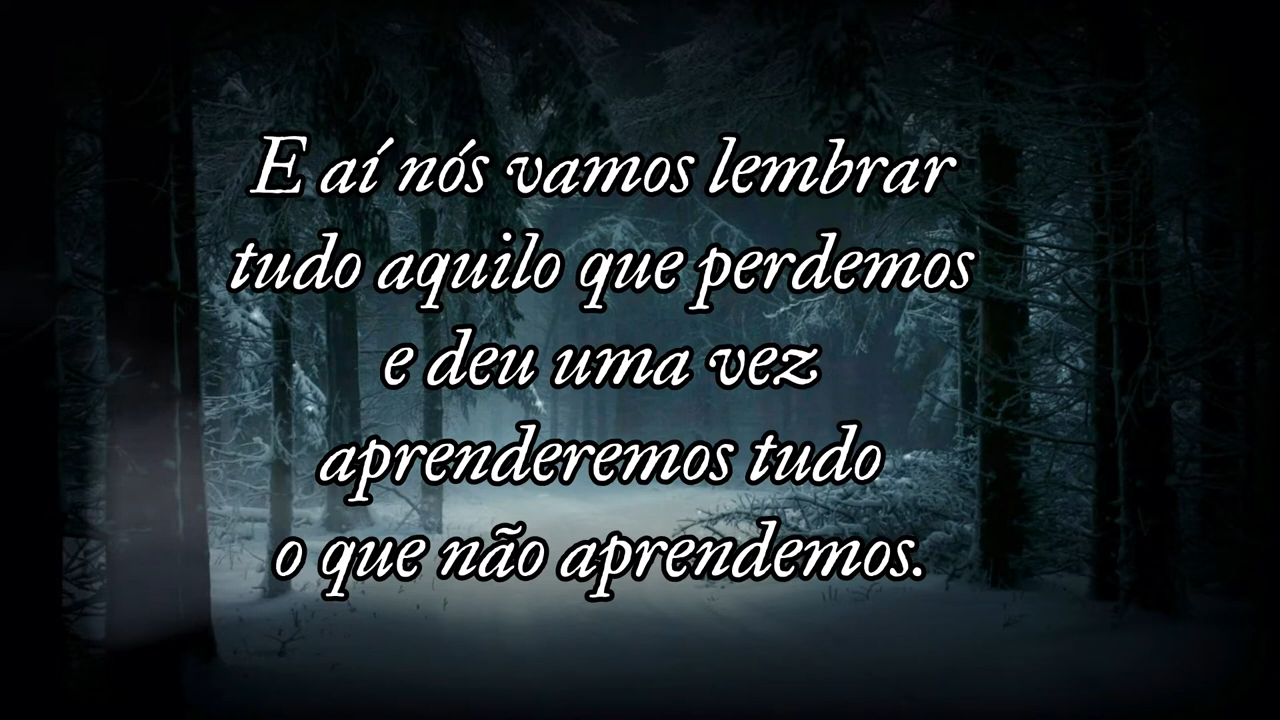 E aí nós vamos lembrar
tudo aquilo que perdemos
e deu uma vez
aprenderemos tudo
o que não aprendemos.